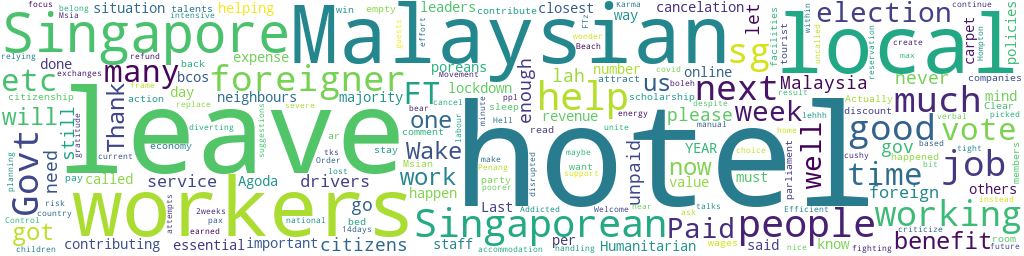 focus belong talents win empty leaders closest cancelation
Singapore Malaysian local
Msia intensive situation helping contribute way let election policies continue
relying refund done back expense poreans Hampton within
etc exchanges many bcos foreigner majority FT enough lah number online sg next Malaysia never companies
citizenship frame day neighbours lockdown us attract scholarship week much mind
will Thank action replace severe bear cancel minute sleep ppl help revenue please boleh despite YEAR Clear picked
Govt still gratitude economy diverting suggestions one comment Hell read energy unite now manual result discount verbal
need current ar Order tks stay Wake labour maybe value home good vote
leave hotel
planning pay called lost Msian make disrupted want unpaid choice gov cushy happened bit based tight
service Agoda drivers work happen Penang support must well time job members
risk country workers go party poorer parliament foreign others instead
Control got attempts 2weeks pax bed Last Addicted Welcome near talks Efficient lehhh working
contributing earned national 14days Singaporean Paid people criticize
children essential important citizens staff accommodation per handling Humanitarian wages said ask nice know fighting benefit room future
Movement effort guests Beach Karma wonder FTz covid uncalled tourist carpet facilities reservation create max Actually